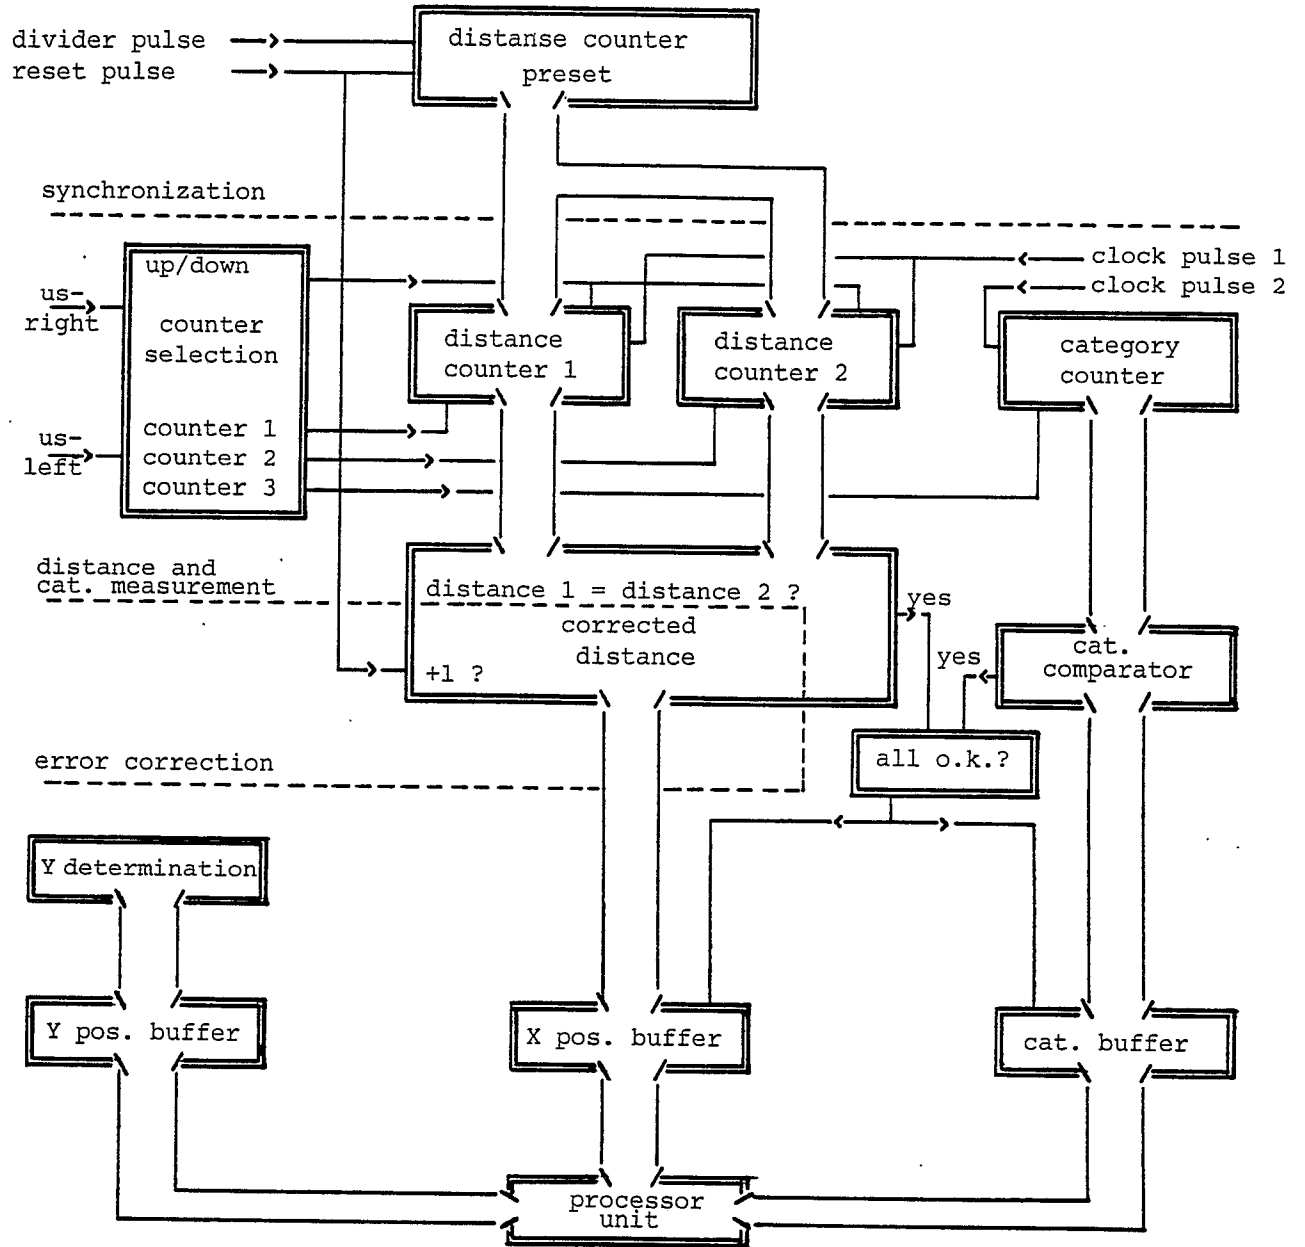 divider pulse
reset pulse
distanse counter
preset
synchronization
up/down
us-
right
counter
selection
us-
left
counter 1
counter 2
counter 3
clock pulse 1
clock pulse 2
distance
counter 1
distance
counter 2
category
counter
distance and
cat. measurement
distance 1 = distance 2 ?
corrected
distance
+1 ?
yes
yes
cat.
comparator
error correction
all o.k.?
Y determination
Y pos. buffer
X pos. buffer
cat. buffer
processor
unit